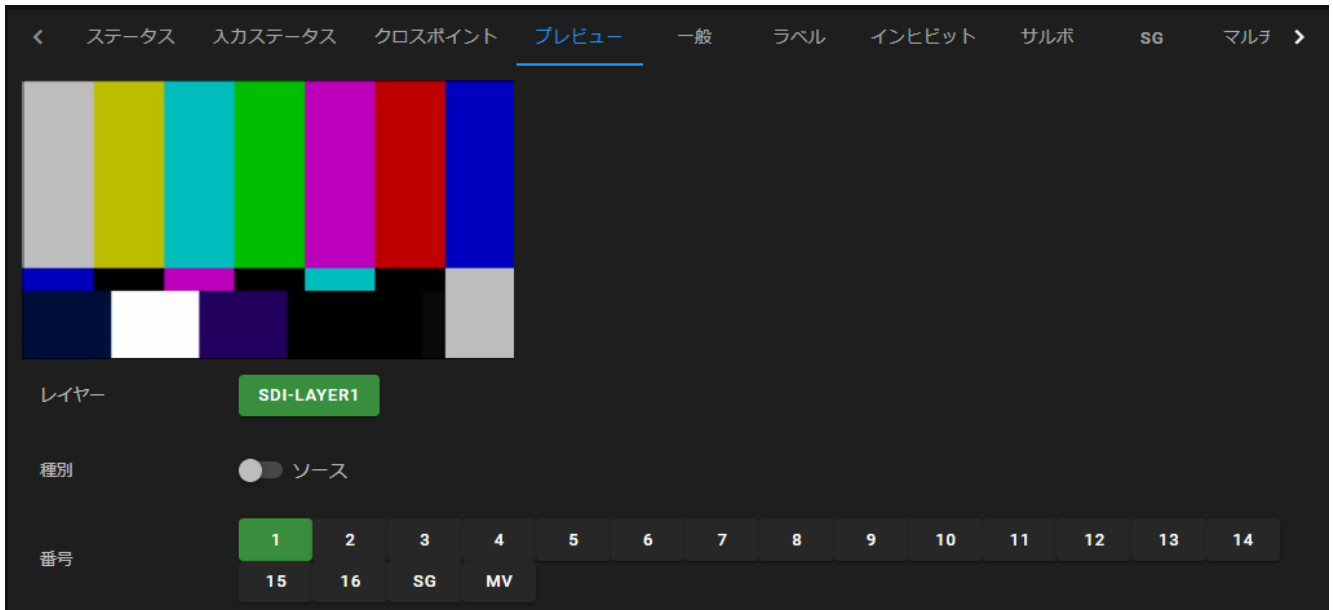 ステータス 入力ステータス クロスポイント プレビュー 一般 ラベル インヒビット サルボ SG マルチ
レイヤー SDI-LAYER1
種別 ソース
番号
1 2 3 4 5 6 7 8 9 10 11 12 13 14
15 16 SG MV